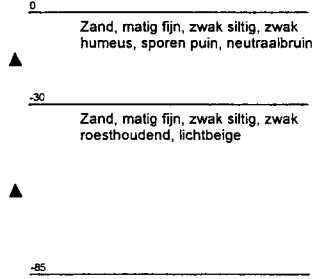 0
Zand, matig fijn, zwak siltig, zwak
humeus, sporen puin, neutraalbruin
-30
Zand, matig fijn, zwak siltig, zwak
roesthoudend, lichtbeige
-85